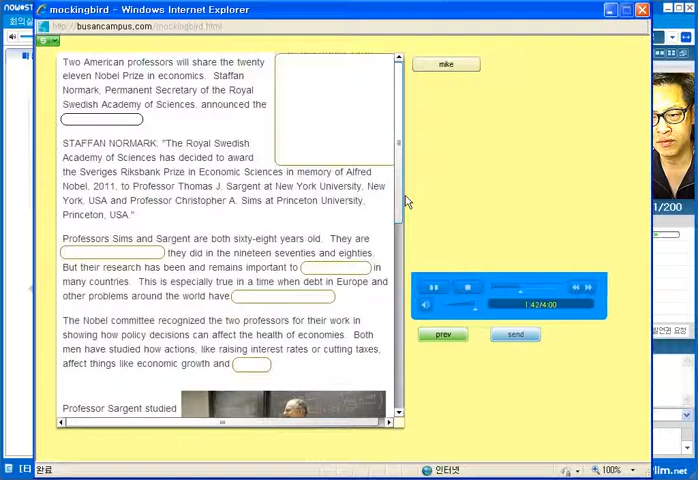 mockingbird - Windows Internet Explorer
http://busancampus.com/mockingbird.html
Two American professors will share the twenty
eleven Nobel Prize in economics. Staffan
Normark, Permanent Secretary of the Royal
Swedish Academy of Sciences, announced the
STAFFAN NORMARK: "The Royal Swedish
Academy of Sciences has decided to award
the Sveriges Riksbank Prize in Economic Sciences in memory of Alfred
Nobel, 2011, to Professor Thomas J. Sargent at New York University, New
York, USA and Professor Christopher A. Sims at Princeton University,
Princeton, USA."
Professors Sims and Sargent are both sixty-eight years old. They are
they did in the nineteen seventies and eighties.
But their research has been and remains important to in
many countries. This is especially true in a time when debt in Europe and
other problems around the world have
The Nobel committee recognized the two professors for their work in
showing how policy decisions can affect the health of economies. Both
men have studied how actions, like raising interest rates or cutting taxes,
affect things like economic growth and
Professor Sargent studied
mike
1:42/4:00
prev
send
1/200
발언권 요청
완료
인터넷
100%